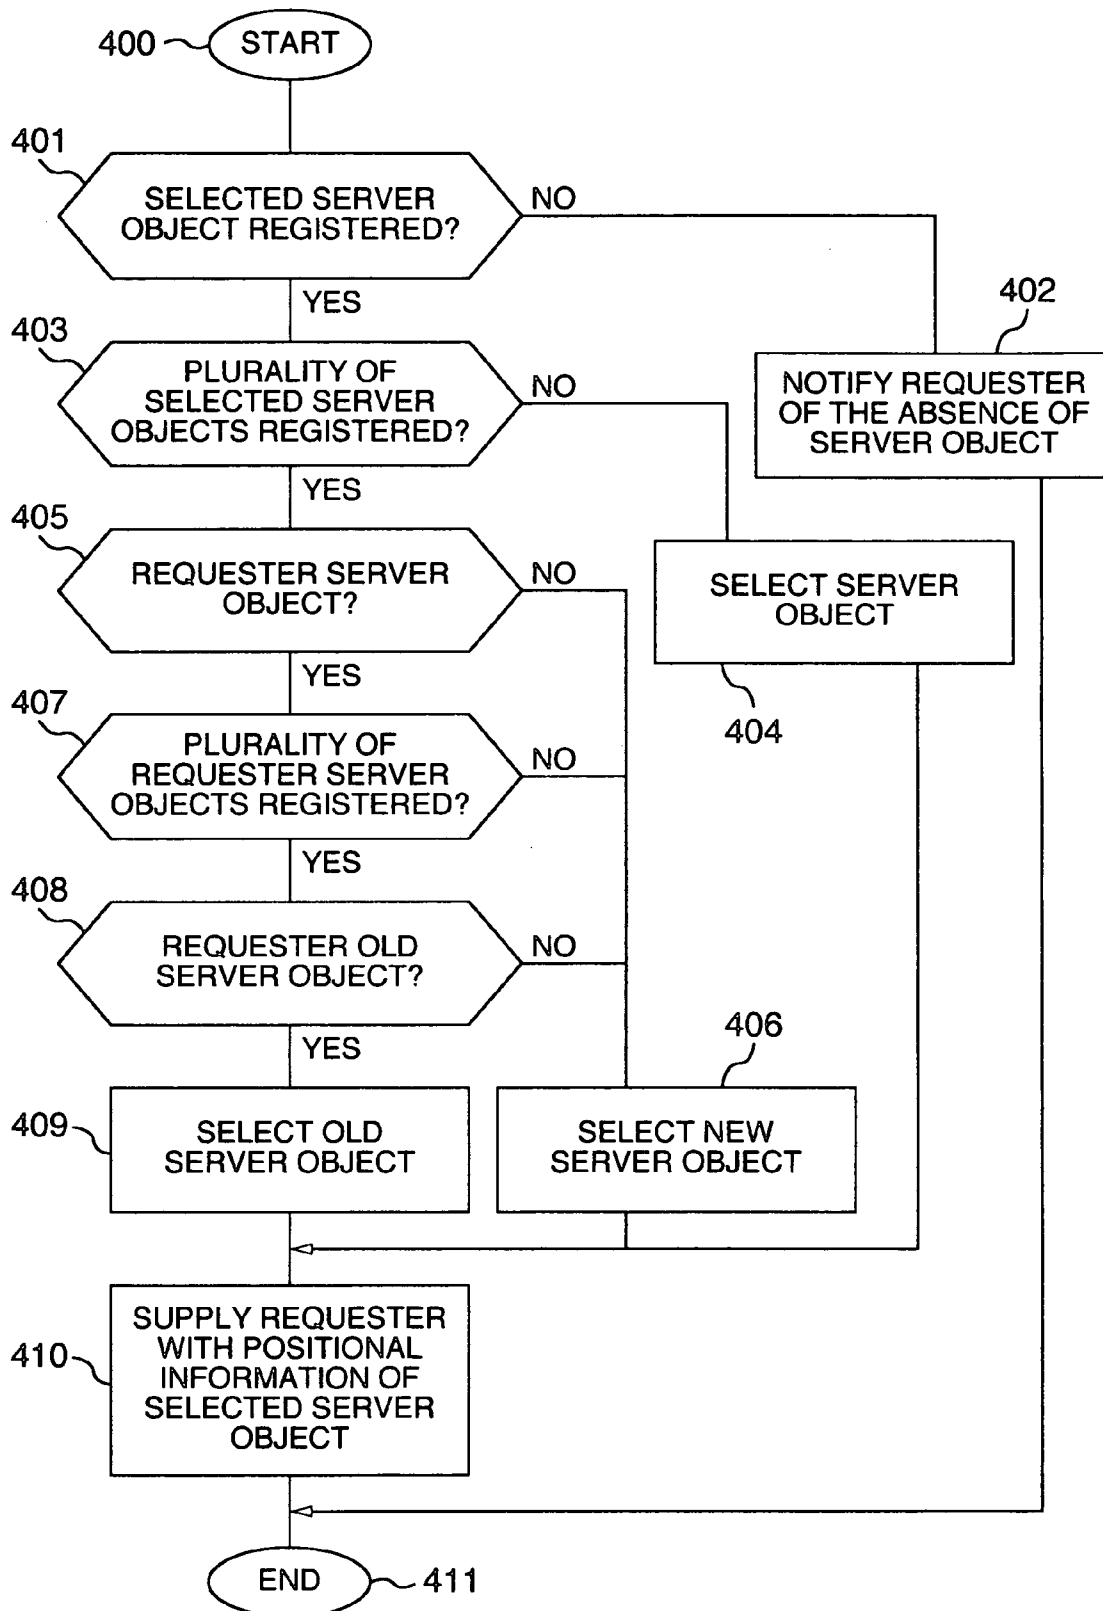 400
START
401
SELECTED SERVER
OBJECT REGISTERED?
NO
YES
402
NOTIFY REQUESTER
OF THE ABSENCE OF
SERVER OBJECT
403
PLURALITY OF
SELECTED SERVER
OBJECTS REGISTERED?
NO
YES
404
SELECT SERVER
OBJECT
405
REQUESTER SERVER
OBJECT?
NO
YES
407
PLURALITY OF
REQUESTER SERVER
OBJECTS REGISTERED?
NO
YES
408
REQUESTER OLD
SERVER OBJECT?
NO
YES
406
409
SELECT OLD
SERVER OBJECT
SELECT NEW
SERVER OBJECT
410
SUPPLY REQUESTER
WITH POSITIONAL
INFORMATION OF
SELECTED SERVER
OBJECT
END
411